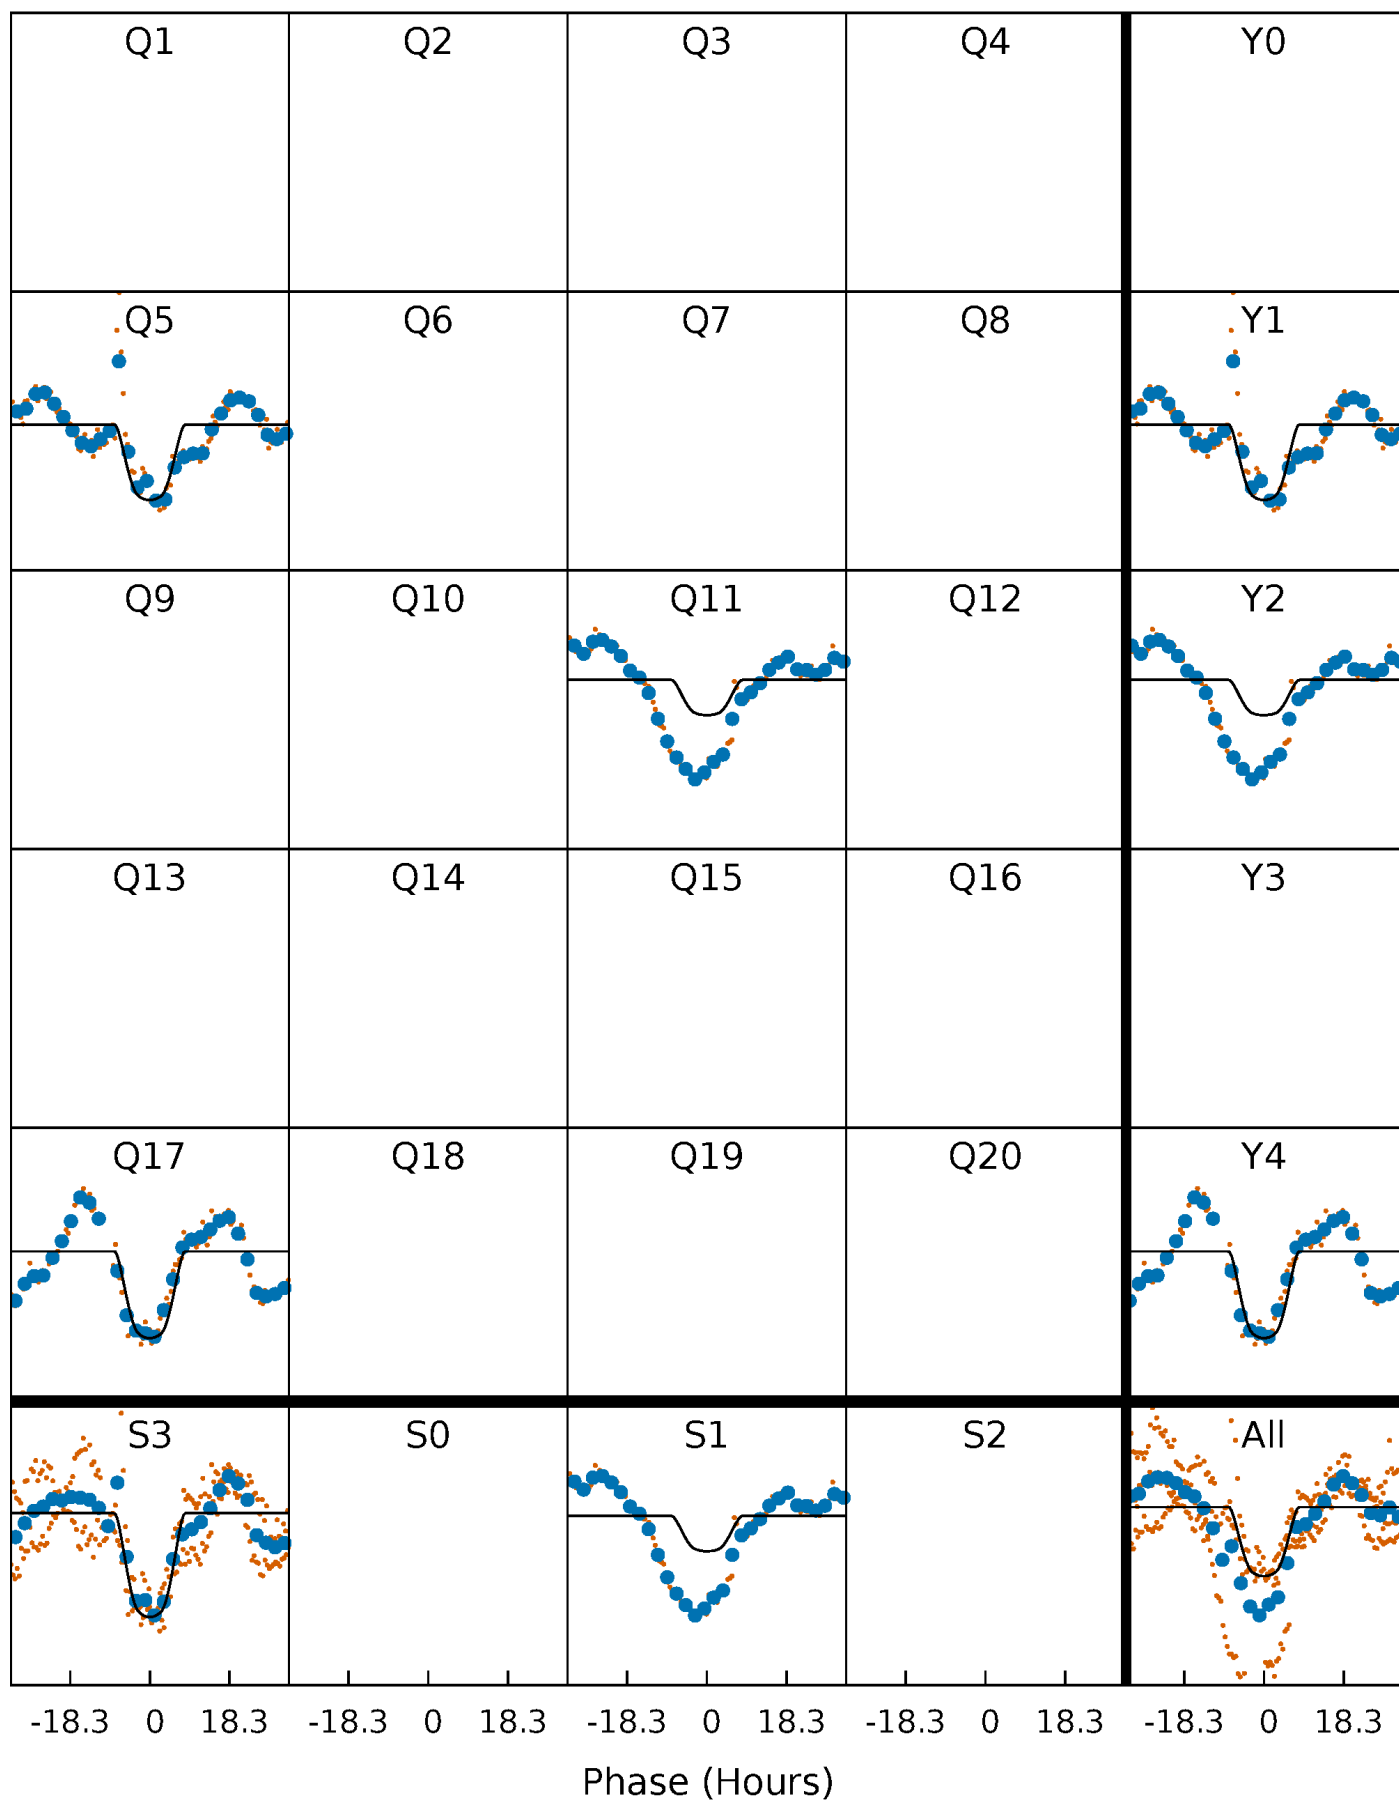 Q1 Q2 Q3 Q4 Y0
Q5 Q6 Q7 Q8 Y1
Q9 Q10 Q11 Q12 Y2
Q13 Q14 Q15 Q16 Y3
Q17 Q18 Q19 Q20 Y4
S3 S0 S1 S2 All
-18.3 0 18.3 -18.3 0 18.3 -18.3 0 18.3 -18.3 0 18.3 -18.3 0 18.3
Phase (Hours)